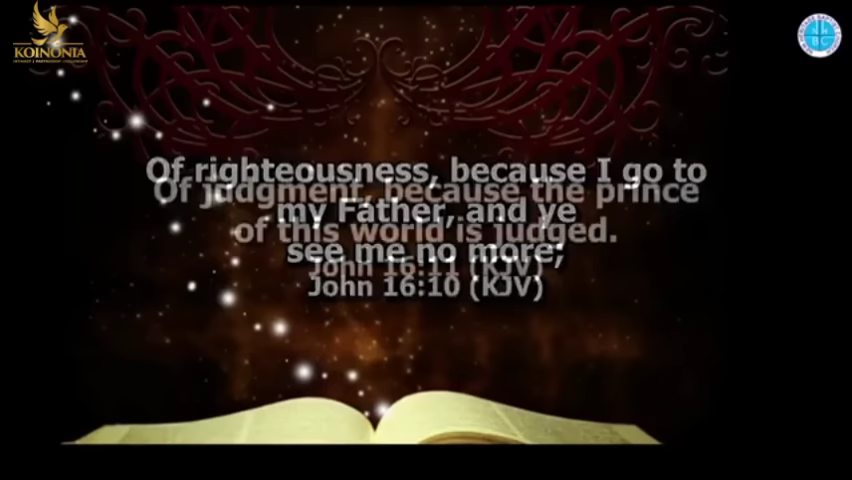 KOINONIA
Of righteousness, because I go to
my Father, and ye
see me no more;
John 16:10 (KJV)
Of judgment, because the prince
of this world is judged.
John 16:11 (KJV)